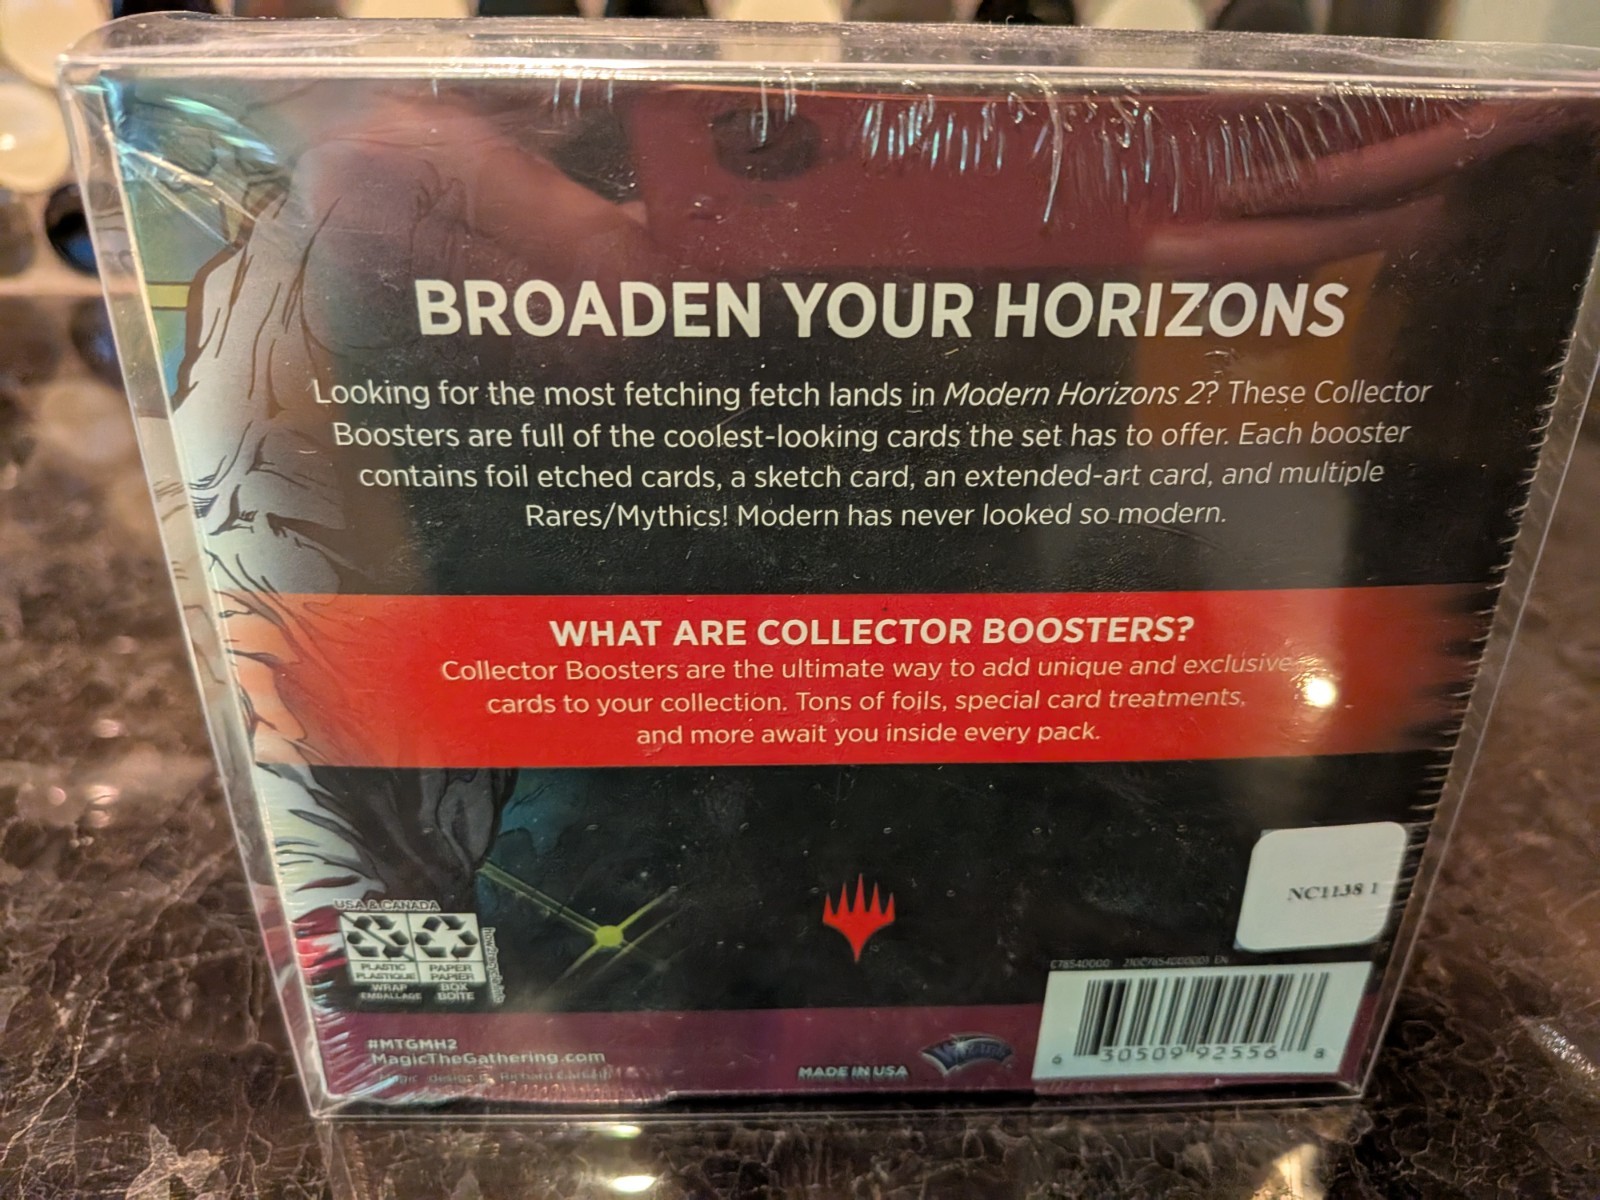 BROADEN YOUR HORIZONS
Looking for the most fetching fetch lands in Modern Horizons 2? These Collector
Boosters are full of the coolest-looking cards the set has to offer. Each booster
contains foil etched cards, a sketch card, an extended-art card, and multiple
Rares/Mythics! Modern has never looked so modern.
WHAT ARE COLLECTOR BOOSTERS?
Collector Boosters are the ultimate way to add unique and exclusive
cards to your collection. Tons of foils, special card treatments,
and more await you inside every pack.
NC1138 1
USA & CANADA
PLASTIC PAPER
PLASTIQUE PAPIER
WRAP BOX
EMBALLAGE BOÎTE
C78540000 EN
6 30509 92556 8
#MTGMH2
MagicTheGathering.com
MADE IN USA
Wizards